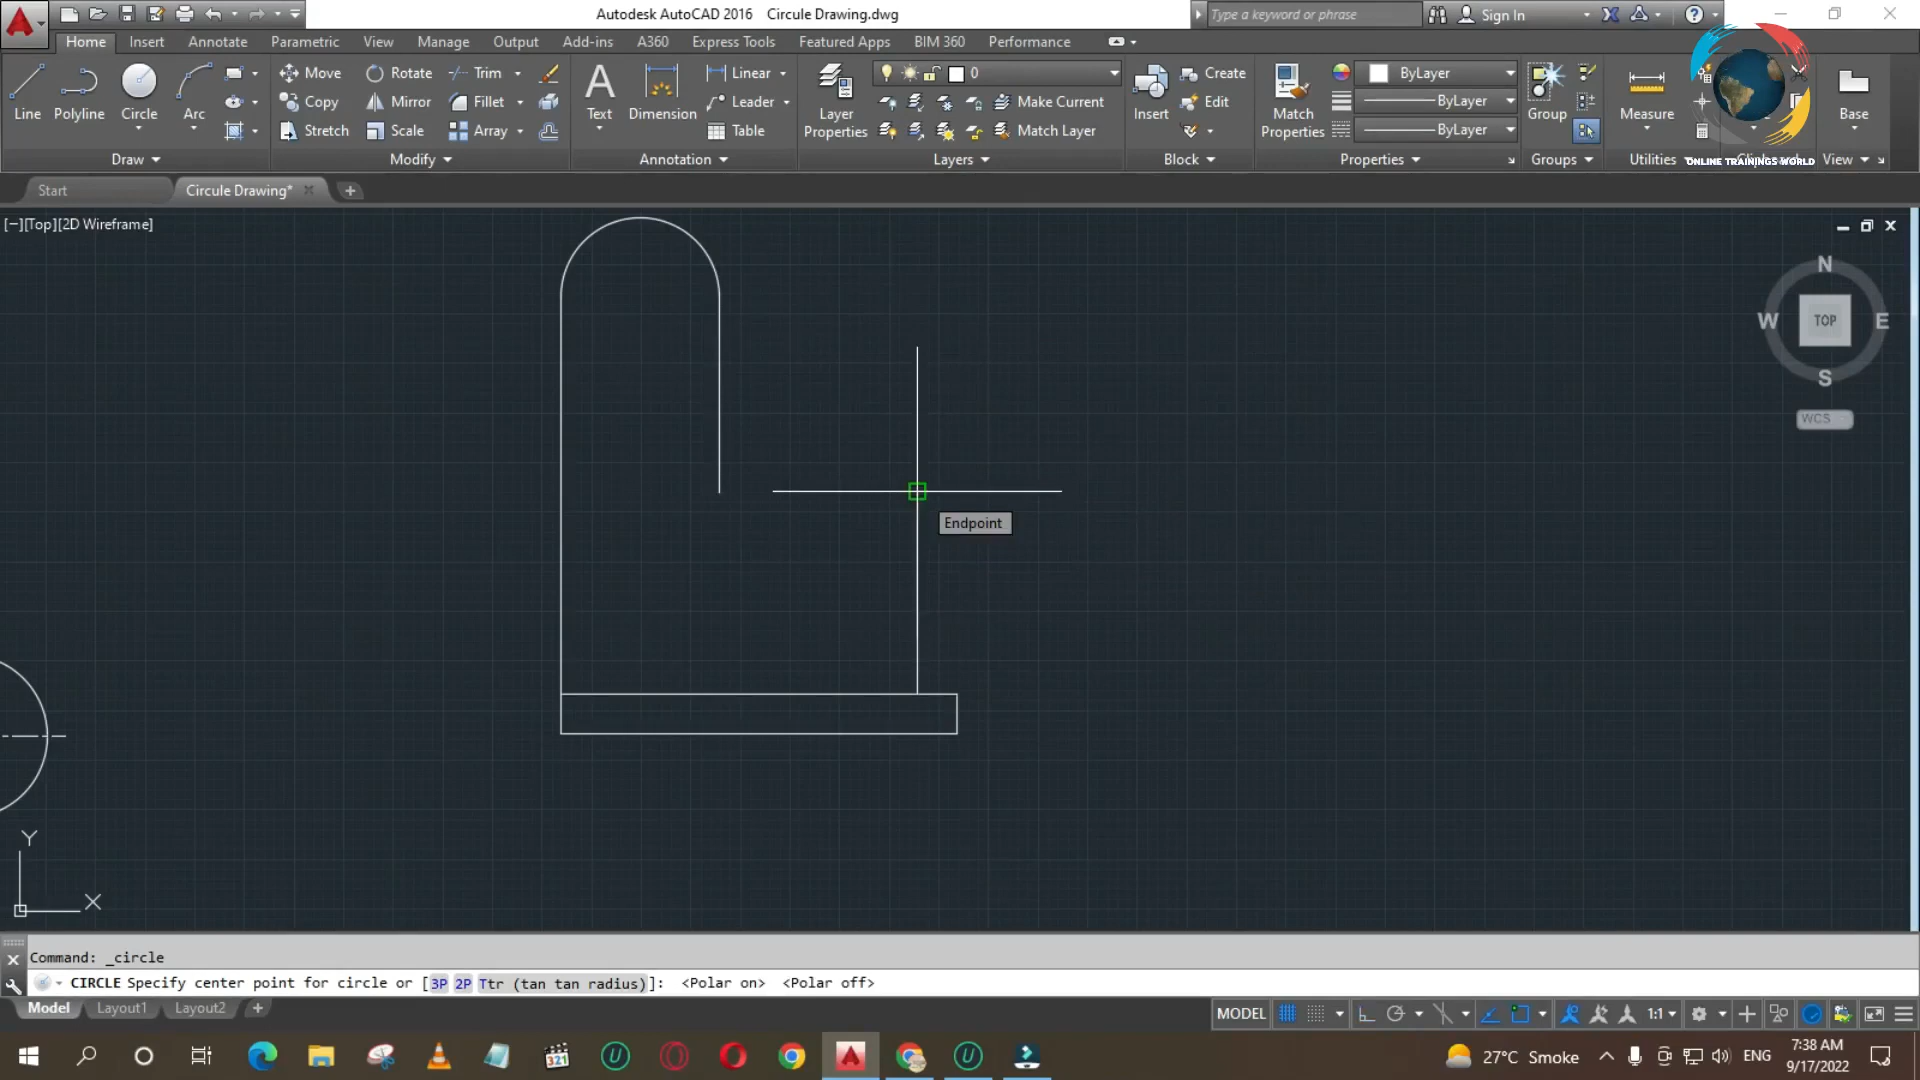 Autodesk AutoCAD 2016 Circule Drawing.dwg
Type a keyword or phrase
Sign In
Home Insert Annotate Parametric View Manage Output Add-ins A360 Express Tools Featured Apps BIM 360 Performance
Line Polyline Circle Arc
Move Rotate Trim
Copy Mirror Fillet
Stretch Scale Array
Text Dimension
Linear
Leader
Table
Layer Properties
0
Make Current
Match Layer
Insert
Create
Edit
Match Properties
ByLayer
ByLayer
ByLayer
Group
Measure
Base
Draw Modify Annotation Layers Block Properties Groups Utilities View
ONLINE TRAININGS WORLD
Start Circule Drawing*
[−][Top][2D Wireframe]
N
W TOP E
S
WCS
Endpoint
Y
X
Command: _circle
CIRCLE Specify center point for circle or [3P 2P Ttr (tan tan radius)]: <Polar on> <Polar off>
Model Layout1 Layout2
MODEL 1:1
321
27°C Smoke
ENG
7:38 AM
9/17/2022